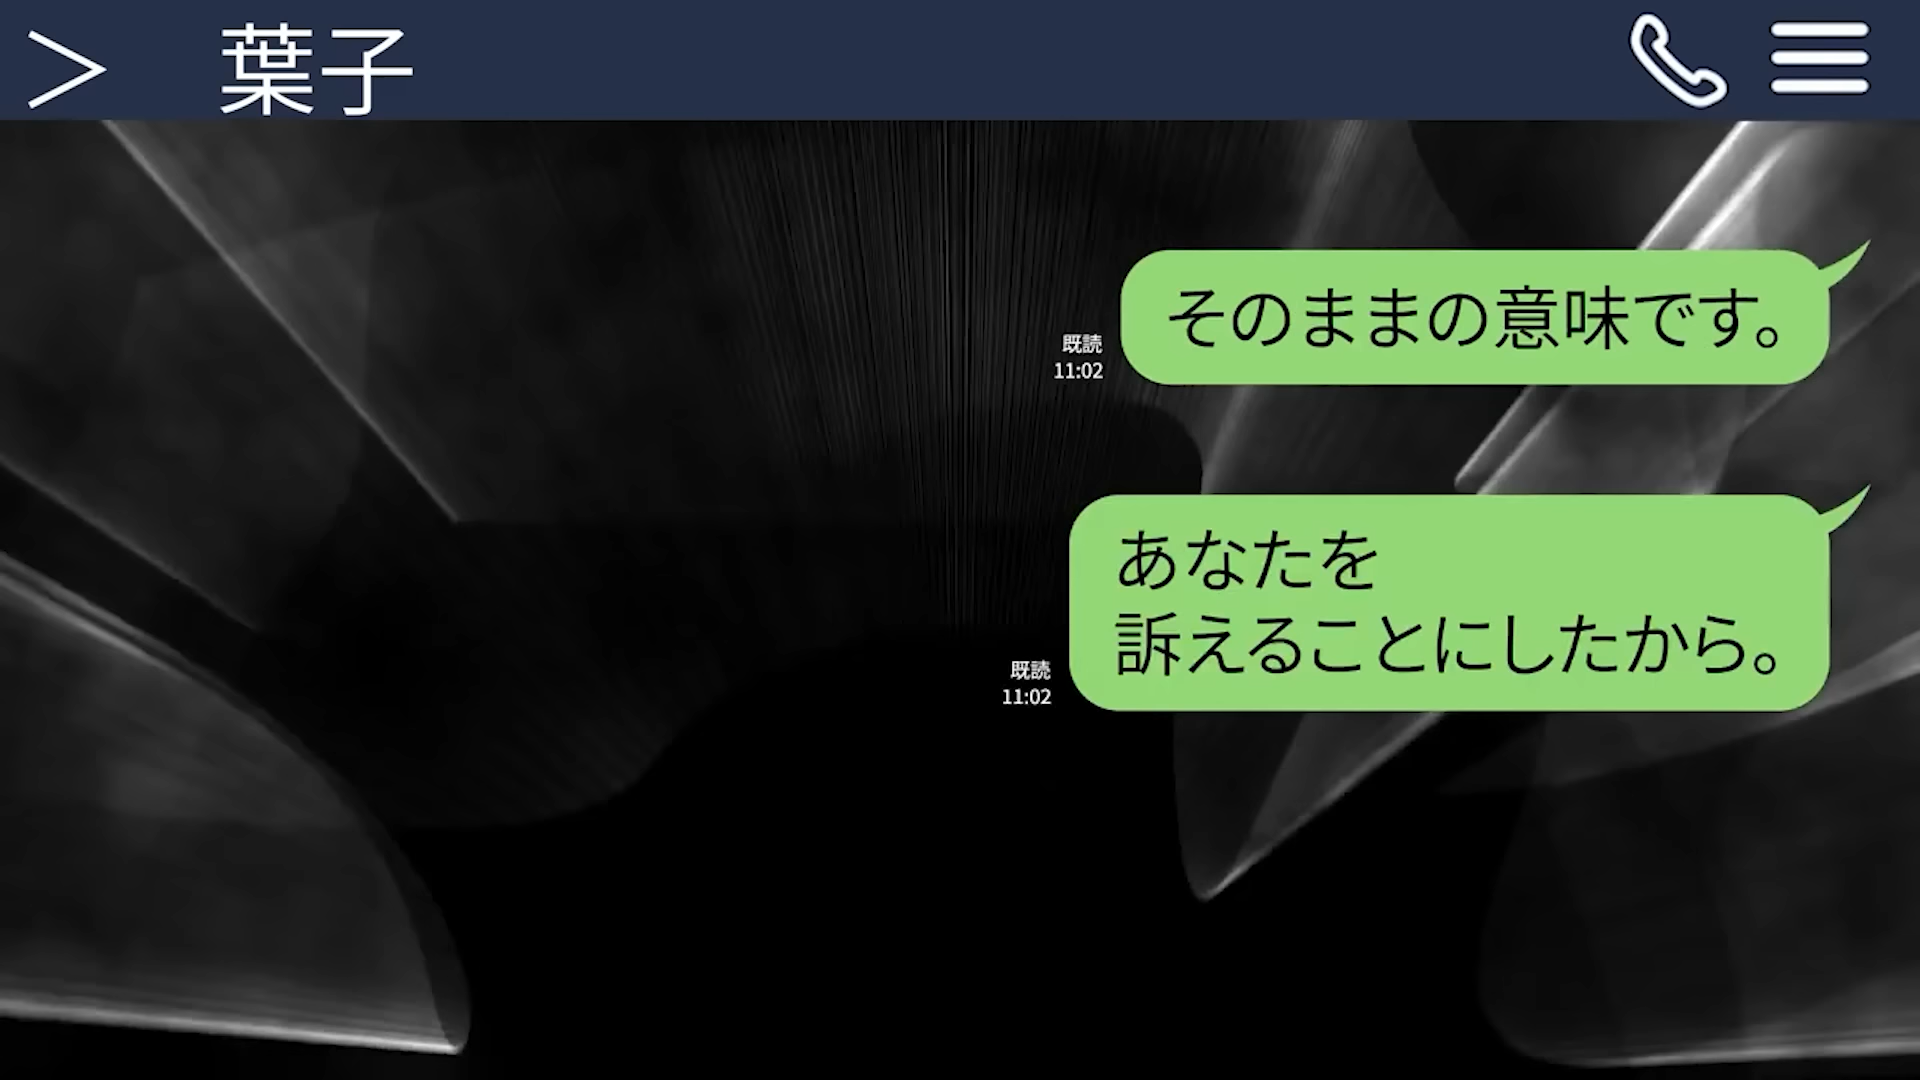 > 葉子
そのままの意味です。
既読
11:02
あなたを
訴えることにしたから。
既読
11:02